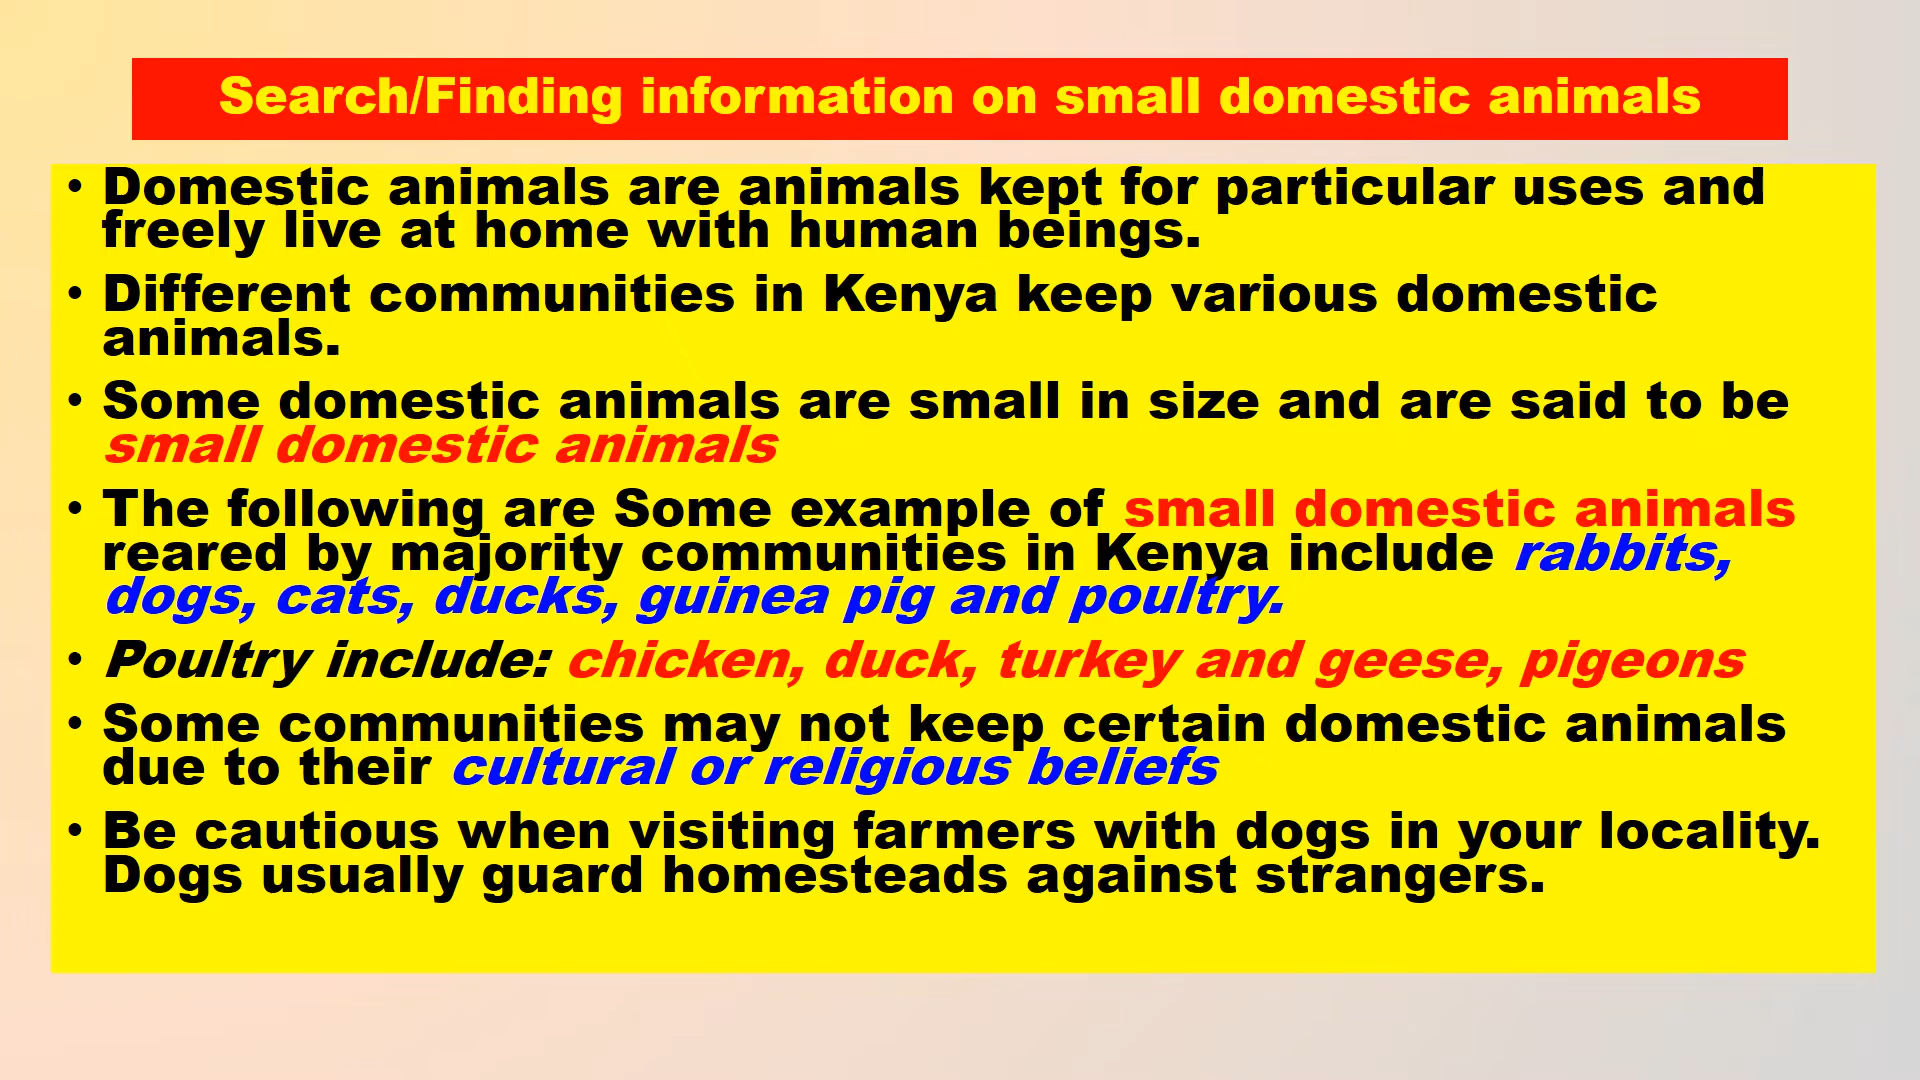 Search/Finding information on small domestic animals
• Domestic animals are animals kept for particular uses and
freely live at home with human beings.
• Different communities in Kenya keep various domestic
animals.
• Some domestic animals are small in size and are said to be
small domestic animals
• The following are Some example of small domestic animals
reared by majority communities in Kenya include rabbits,
dogs, cats, ducks, guinea pig and poultry.
• Poultry include: chicken, duck, turkey and geese, pigeons
• Some communities may not keep certain domestic animals
due to their cultural or religious beliefs
• Be cautious when visiting farmers with dogs in your locality.
Dogs usually guard homesteads against strangers.